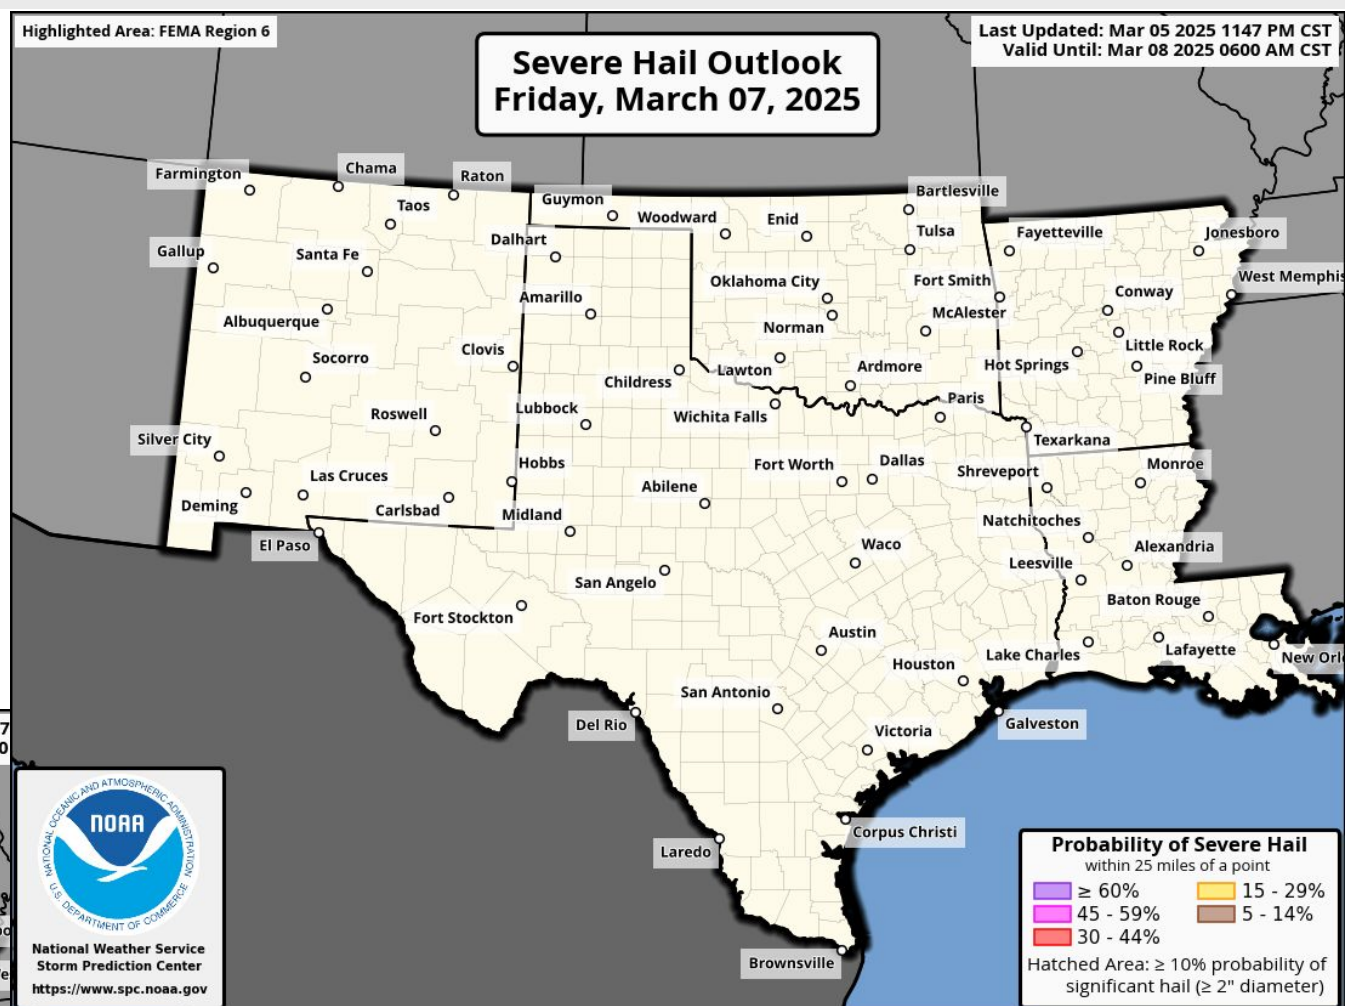 Highlighted Area: FEMA Region 6
Last Updated: Mar 05 2025 1147 PM CST
Valid Until: Mar 08 2025 0600 AM CST
Severe Hail Outlook
Friday, March 07, 2025
Farmington
Chama
Raton
Guymon
Bartlesville
Taos
Woodward
Enid
Tulsa
Fayetteville
Jonesboro
Gallup
Santa Fe
Dalhart
Oklahoma City
Fort Smith
West Memphis
Albuquerque
Amarillo
Norman
McAlester
Conway
Little Rock
Socorro
Clovis
Childress
Lawton
Ardmore
Hot Springs
Pine Bluff
Roswell
Lubbock
Wichita Falls
Paris
Silver City
Texarkana
Las Cruces
Hobbs
Abilene
Fort Worth
Dallas
Shreveport
Monroe
Deming
Carlsbad
Midland
Natchitoches
El Paso
San Angelo
Waco
Leesville
Alexandria
Fort Stockton
Austin
Baton Rouge
Houston
Lake Charles
Lafayette
New Orl
San Antonio
Del Rio
Victoria
Galveston
7
0
Corpus Christi
Laredo
Brownsville
NATIONAL OCEANIC AND ATMOSPHERIC ADMINISTRATION
NOAA
U.S. DEPARTMENT OF COMMERCE
National Weather Service
Storm Prediction Center
https://www.spc.noaa.gov
Probability of Severe Hail
within 25 miles of a point
≥ 60% 15 - 29%
45 - 59% 5 - 14%
30 - 44%
Hatched Area: ≥ 10% probability of
significant hail (≥ 2" diameter)